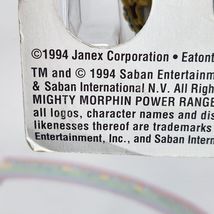 ©1994 Janex Corporation • Eatont
TM and © 1994 Saban Entertainm
& Saban International N.V. All Righ
MIGHTY MORPHIN POWER RANGE
all logos, character names and dis
likenesses thereof are trademarks
Entertainment, Inc., and Saban Intern